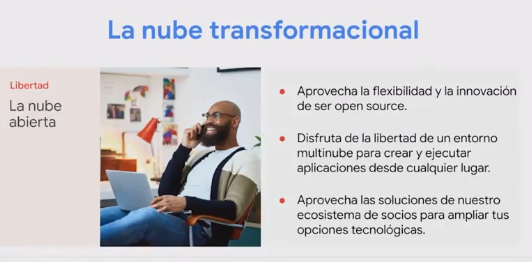 La nube transformacional
Libertad
La nube
abierta
Aprovecha la flexibilidad y la innovación
de ser open source.
Disfruta de la libertad de un entorno
multinube para crear y ejecutar
aplicaciones desde cualquier lugar.
Aprovecha las soluciones de nuestro
ecosistema de socios para ampliar tus
opciones tecnológicas.